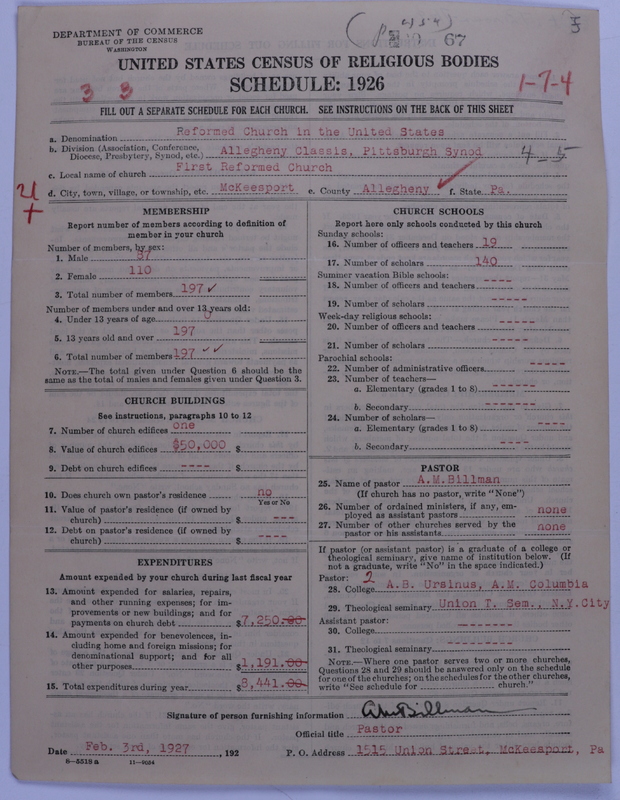 DEPARTMENT OF COMMERCE
BUREAU OF THE CENSUS
WASHINGTON
67
UNITED STATES CENSUS OF RELIGIOUS BODIES
SCHEDULE: 1926
3 3
1-7-4
FILL OUT A SEPARATE SCHEDULE FOR EACH CHURCH. SEE INSTRUCTIONS ON THE BACK OF THIS SHEET
a. Denomination Reformed Church in the United States
b. Division (Association, Conference, Diocese, Presbytery, Synod, etc.) Allegheny Classis, Pittsburgh Synod 4-5
c. Local name of church First Reformed Church
d. City, town, village, or township, etc. McKeesport e. County Allegheny f. State Pa.
MEMBERSHIP
Report number of members according to definition of
member in your church
Number of members, by sex:
1. Male 87
2. Female 110
3. Total number of members 197 ✓
Number of members under and over 13 years old:
4. Under 13 years of age 0
5. 13 years old and over 197
6. Total number of members 197 ✓✓
NOTE.—The total given under Question 6 should be
same as the total of males and females given under Question 3.
CHURCH BUILDINGS
See instructions, paragraphs 10 to 12
7. Number of church edifices one
8. Value of church edifices $50,000 $
9. Debt on church edifices ---- $
10. Does church own pastor's residence no
Yes or No
11. Value of pastor's residence (if owned by
church) $ ---
12. Debt on pastor's residence (if owned by
church) $ ----
EXPENDITURES
Amount expended by church during last fiscal year
13. Amount expended for salaries, repairs,
and other running expenses; for im-
provements or new buildings; and for
payments on church debt $7,250.00
14. Amount expended for benevolences, in-
cluding home and foreign missions; for
denominational support; and for all
other purposes $1,191.00
15. Total expenditures during year $8,441.00
CHURCH SCHOOLS
Report here only schools conducted by this church
Sunday schools:
16. Number of officers and teachers 19
17. Number of scholars 140
Summer vacation Bible schools:
18. Number of officers and teachers ----
19. Number of scholars -----
Week-day religious schools:
20. Number of officers and teachers -----
21. Number of scholars -----
Parochial schools:
22. Number of administrative officers -----
23. Number of teachers—
a. Elementary (grades 1 to 8) ------
b. Secondary -------
24. Number of scholars—
a. Elementary (grades 1 to 8) ----
b. Secondary ----
PASTOR
25. Name of pastor A.M.Billman
(If church has no pastor, write "None")
26. Number of ordained ministers, if any, em-
ployed as assistant pastors none
27. Number of other churches served by the
pastor or his assistants none
If pastor (or assistant pastor) is a graduate of a college or
theological seminary, give name of institution below. (If
not a graduate, write "No" in the space indicated.)
Pastor: 2
28. College A.B. Ursinus, A.M. Columbia
29. Theological seminary Union T. Sem., N.Y.City
Assistant pastor:
30. College --------
31. Theological seminary ---------
NOTE.—Where one pastor serves two or more churches,
Questions 28 and 29 should be answered only on the schedule
for one of the churches; on the schedules for the other churches,
write "See schedule for church."
Signature of person furnishing information A M Billman
Official title Pastor
Date Feb. 3rd, 1927, 192 P. O. Address 1515 Union Street, McKeesport, Pa
8—5518 a 11—9034